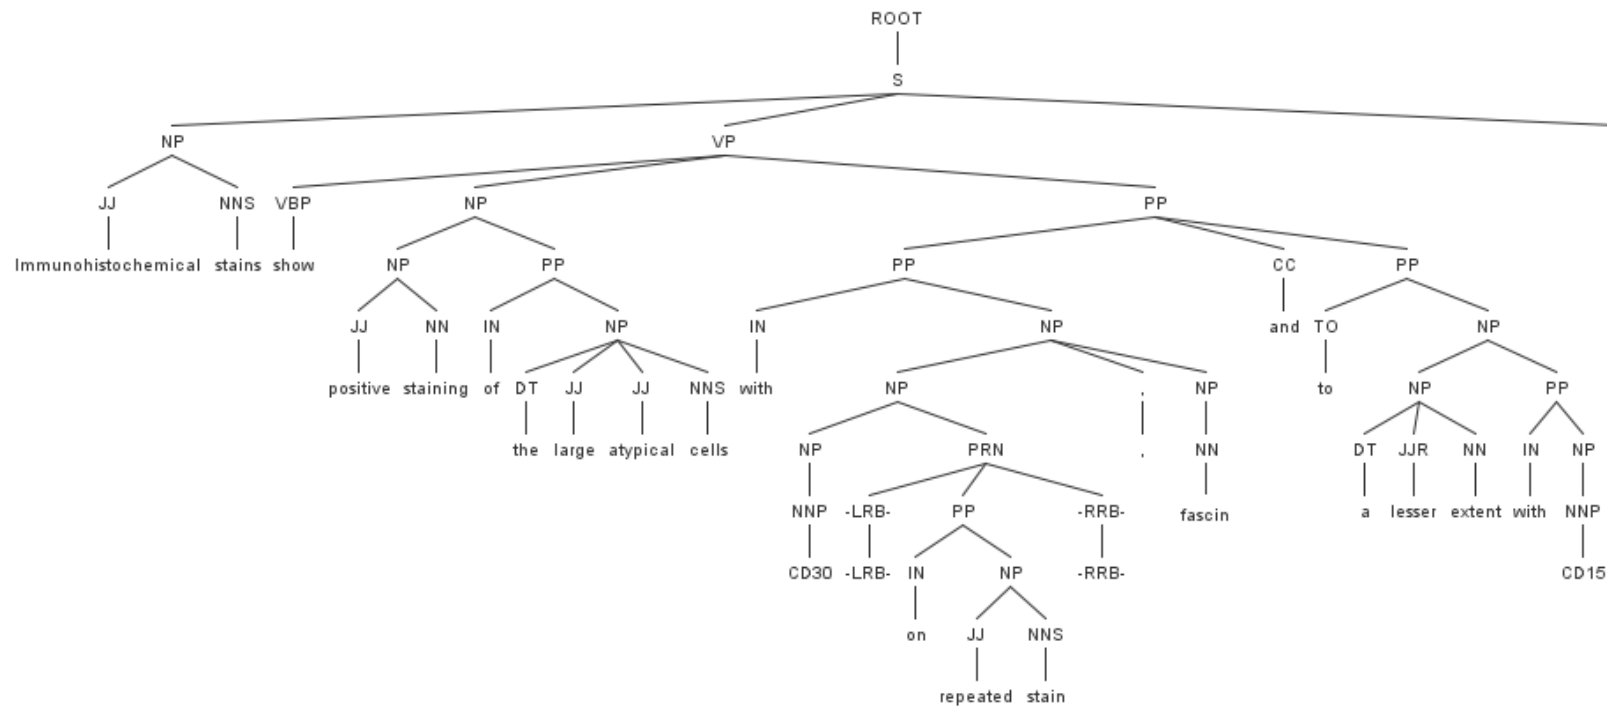 ROOT
S
NP VP
JJ NNS VBP NP PP
Immunohistochemical stains show NP PP PP CC PP
JJ NN IN NP IN NP and TO NP
positive staining of DT JJ JJ NNS with NP , NP to NP PP
the large atypical cells NP PRN , NN DT JJR NN IN NP
NNP -LRB- PP -RRB- fascin a lesser extent with NNP
CD30 -LRB- IN NP -RRB- CD15
on JJ NNS
repeated stain